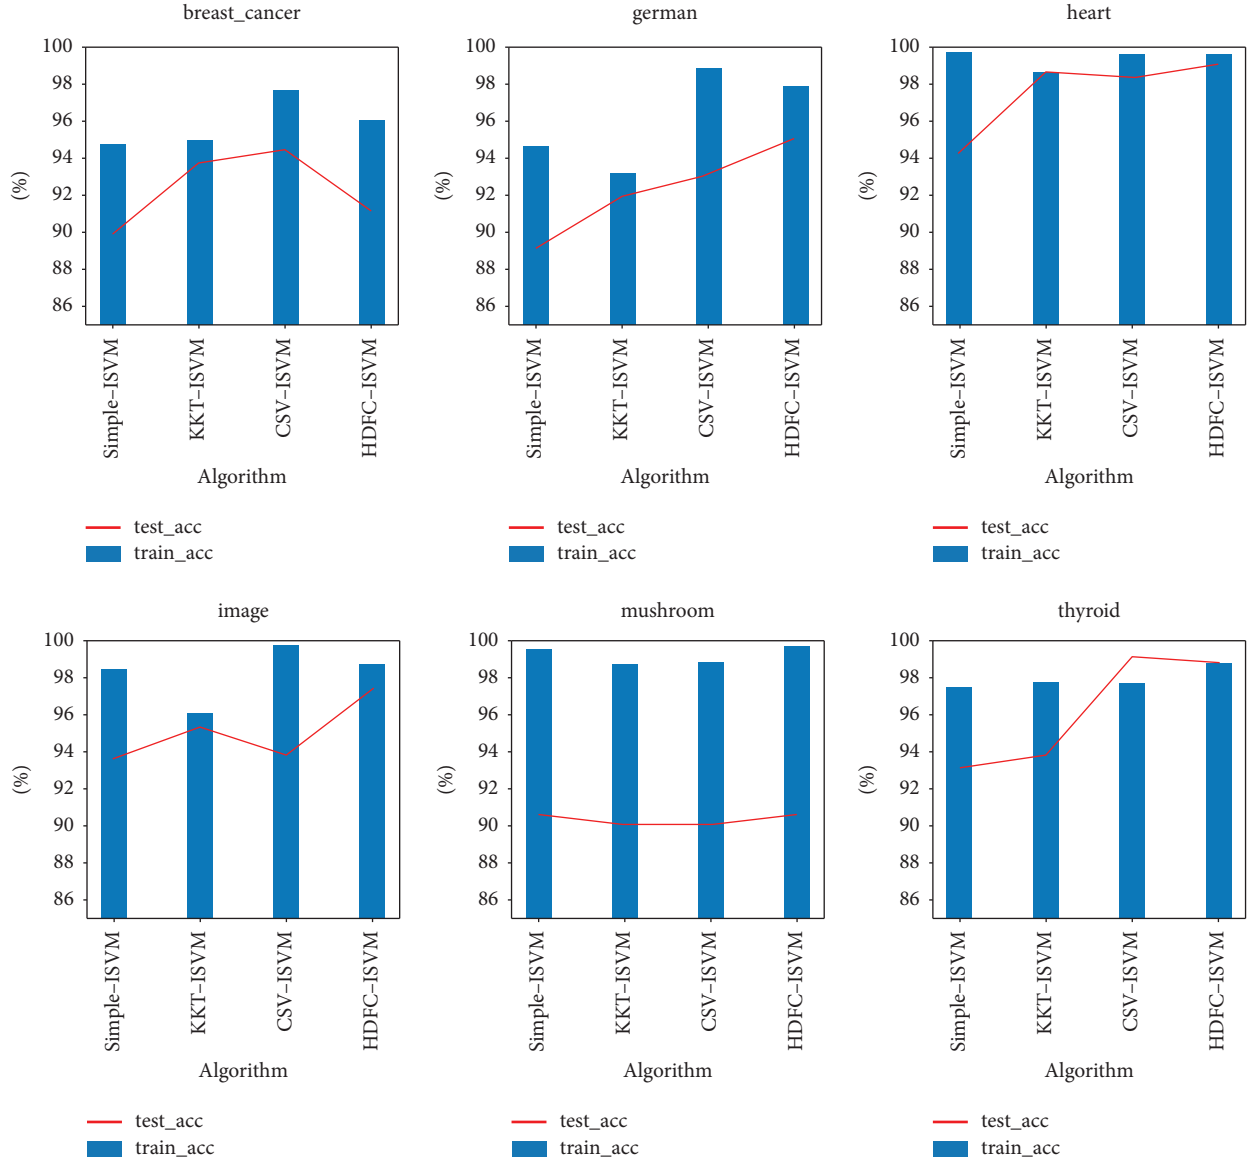 breast_cancer
100
98
96
94
92
90
88
86
(%)
Simple-ISVM
KKT-ISVM
CSV-ISVM
HDFC-ISVM
Algorithm
test_acc
train_acc
german
100
98
96
94
92
90
88
86
(%)
Simple-ISVM
KKT-ISVM
CSV-ISVM
HDFC-ISVM
Algorithm
test_acc
train_acc
heart
100
98
96
94
92
90
88
86
(%)
Simple-ISVM
KKT-ISVM
CSV-ISVM
HDFC-ISVM
Algorithm
test_acc
train_acc
image
100
98
96
94
92
90
88
86
(%)
Simple-ISVM
KKT-ISVM
CSV-ISVM
HDFC-ISVM
Algorithm
test_acc
train_acc
mushroom
100
98
96
94
92
90
88
86
(%)
Simple-ISVM
KKT-ISVM
CSV-ISVM
HDFC-ISVM
Algorithm
test_acc
train_acc
thyroid
100
98
96
94
92
90
88
86
(%)
Simple-ISVM
KKT-ISVM
CSV-ISVM
HDFC-ISVM
Algorithm
test_acc
train_acc